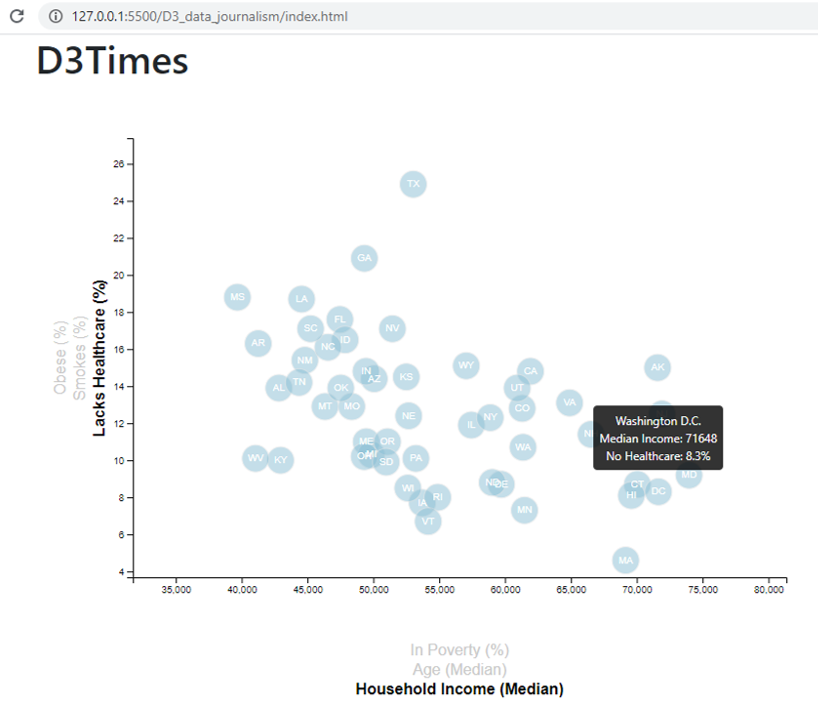 127.0.0.1:5500/D3_data_journalism/index.html
D3Times
26
24
22
20
18
16
14
12
10
8
6
4
Obese (%)
Smokes (%)
Lacks Healthcare (%)
TX
GA
MS
LA
FL
SC
NV
AR
NC
ID
NM
WY
AK
IN
AZ
KS
CA
AL
TN
OK
UT
MT
MO
CO
VA
NE
NY
IL
Washington D.C.
Median Income: 71648
No Healthcare: 8.3%
ME
OR
WA
WV
KY
OH
SD
PA
MD
WI
DE
CT
DC
HI
IA
RI
VT
MN
MA
35,000
40,000
45,000
50,000
55,000
60,000
65,000
70,000
75,000
80,000
In Poverty (%)
Age (Median)
Household Income (Median)